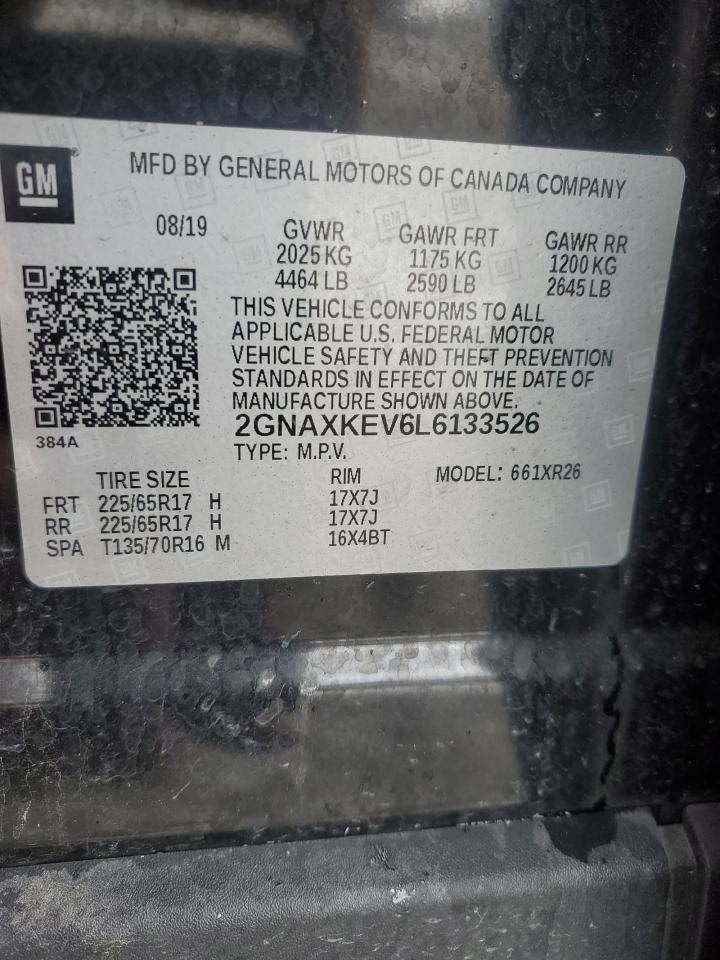 GM
MFD BY GENERAL MOTORS OF CANADA COMPANY
08/19
GVWR GAWR FRT GAWR RR
2025 KG 1175 KG 1200 KG
4464 LB 2590 LB 2645 LB
THIS VEHICLE CONFORMS TO ALL
APPLICABLE U.S. FEDERAL MOTOR
VEHICLE SAFETY AND THEFT PREVENTION
STANDARDS IN EFFECT ON THE DATE OF
MANUFACTURE SHOWN ABOVE.
384A
2GNAXKEV6L6133526
TYPE: M.P.V.
TIRE SIZE RIM MODEL: 661XR26
FRT 225/65R17 H 17X7J
RR 225/65R17 H 17X7J
SPA T135/70R16 M 16X4BT